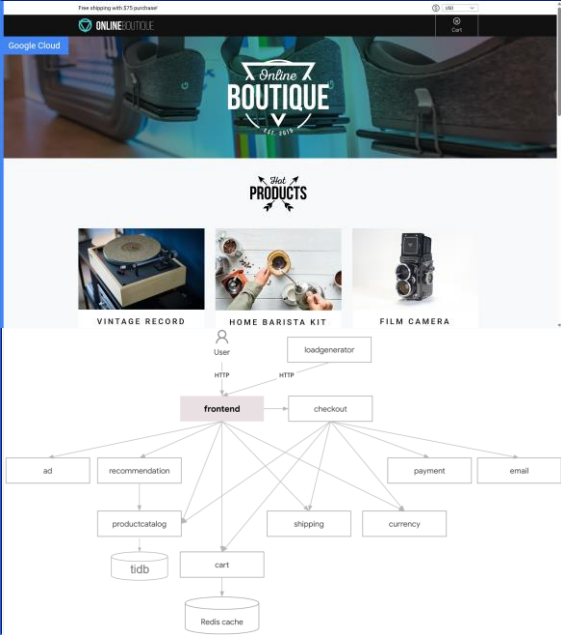 Free shipping with $75 purchase!
ONLINEBOUTIQUE
Cart
Google Cloud
Online
BOUTIQUE
EST. 2018
Hot
PRODUCTS
VINTAGE RECORD
HOME BARISTA KIT
FILM CAMERA
User
loadgenerator
HTTP
HTTP
frontend
checkout
ad
recommendation
payment
email
productcatalog
shipping
currency
tidb
cart
Redis cache